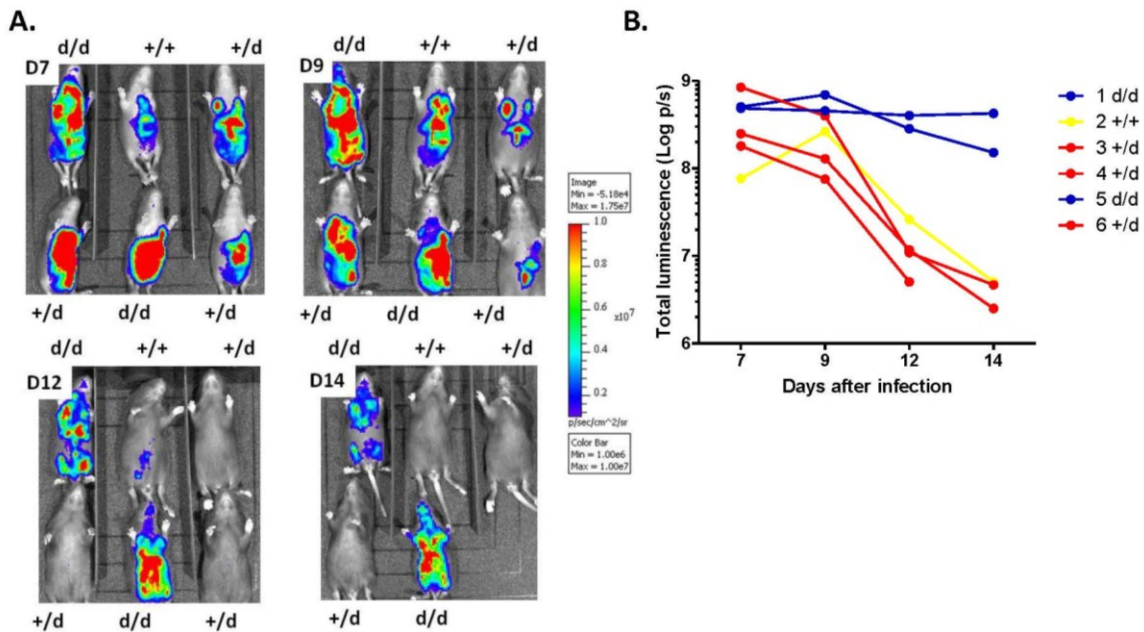 A.
d/d +/+ +/d
D7
+/d d/d +/d
d/d +/+ +/d
D9
+/d d/d +/d
d/d +/+ +/d
D12
+/d d/d +/d
d/d +/+ +/d
D14
+/d d/d
Image
Min = -5.18e4
Max = 1.75e7
1.0
0.8
0.6
x10^7
0.4
0.2
p/sec/cm^2/sr
Color Bar
Min = 1.00e6
Max = 1.00e7
B.
Total luminescence (Log p/s)
9
8
7
6
7 9 12 14
Days after infection
1 d/d
2 +/+
3 +/d
4 +/d
5 d/d
6 +/d